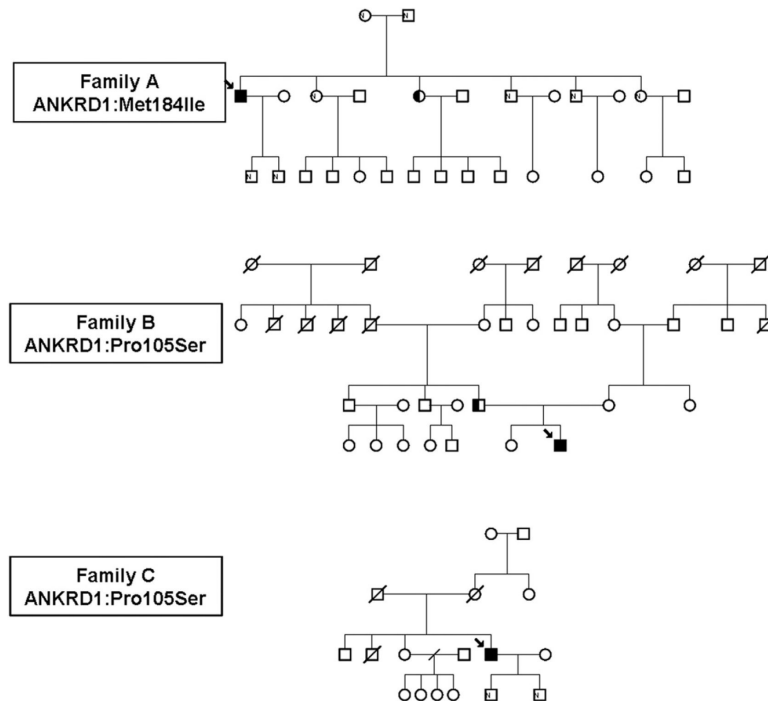 N N
Family A
ANKRD1:Met184Ile
N N N N
N N
Family B
ANKRD1:Pro105Ser
Family C
ANKRD1:Pro105Ser
N N